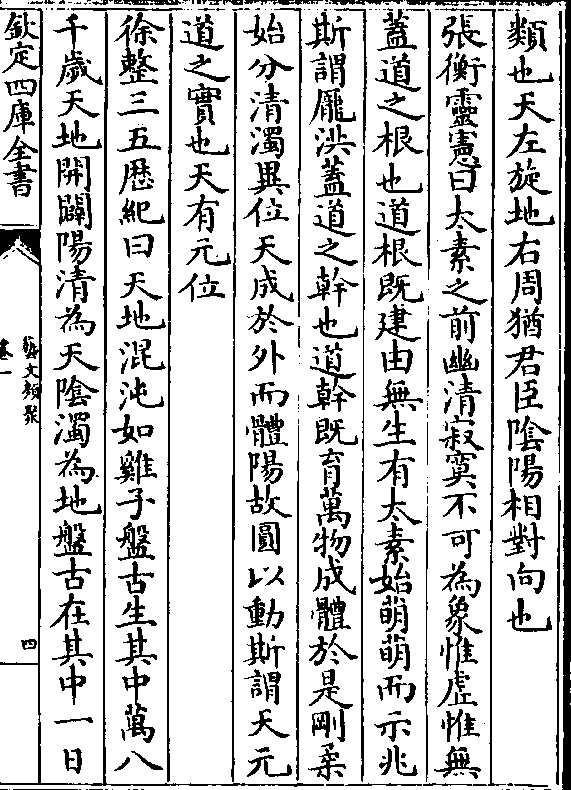 類也天左旋地右周猶君臣陰陽相對向也
張衡靈憲曰太素之前幽清寂寞不可為象惟虛惟無
蓋道之根也道根既建由無生有太素始萌萌而示兆
斯謂厖洪蓋道之幹也道幹既育萬物成體於是剛柔
始分清濁異位天成於外而體陽故圓以動斯謂天元
道之實也天有元位
徐整三五厯紀曰天地混沌如雞子盤古生其中萬八
千歲天地開闢陽清為天陰濁為地盤古在其中一日
欽定四庫全書
藝文類聚
卷一
四